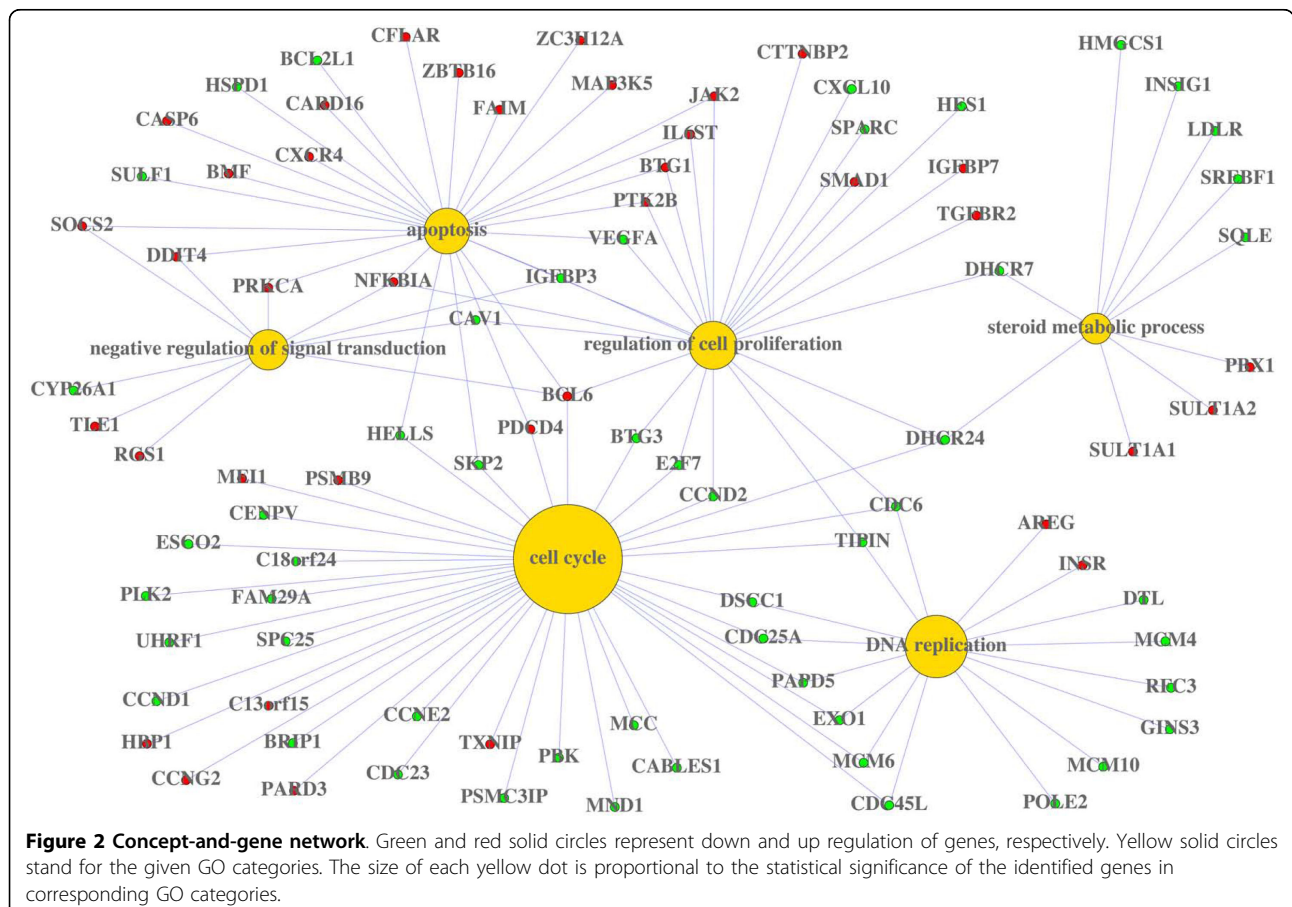 CFLAR
ZC3H12A
CTTNBP2
HMGCS1
BCL2L1
ZBTB16
MAP3K5
CXCL10
INSIG1
HSPD1
CARD16
FAIM
JAK2
HES1
CASP6
IL6ST
SPARC
LDLR
CXCR4
BTG1
IGFBP7
SULF1
BMF
SMAD1
SREBF1
PTK2B
TGFBR2
SOCS2
apoptosis
VEGFA
SQLE
DDIT4
DHCR7
PRKCA
NFKBIA
IGFBP3
CAV1
steroid metabolic process
negative regulation of signal transduction
regulation of cell proliferation
PBX1
CYP26A1
BCL6
SULT1A2
TLE1
PDCD4
HELLS
BTG3
DHCR24
SULT1A1
RGS1
SKP2
E2F7
MEI1
PSMB9
CCND2
CDC6
CENPV
AREG
ESCO2
C18orf24
cell cycle
TIPIN
INSR
PLK2
FAM29A
DSCC1
DTL
UHRF1
SPC25
CDC25A
DNA replication
MCM4
PAPD5
RFC3
CCND1
C13orf15
CCNE2
MCC
EXO1
GINS3
HBP1
BRIP1
TXNIP
PBK
CABLES1
MCM6
MCM10
CCNG2
PARD3
CDC23
PSMC3IP
MND1
CDC45L
POLE2
Figure 2 Concept-and-gene network. Green and red solid circles represent down and up regulation of genes, respectively. Yellow solid circles
stand for the given GO categories. The size of each yellow dot is proportional to the statistical significance of the identified genes in
corresponding GO categories.